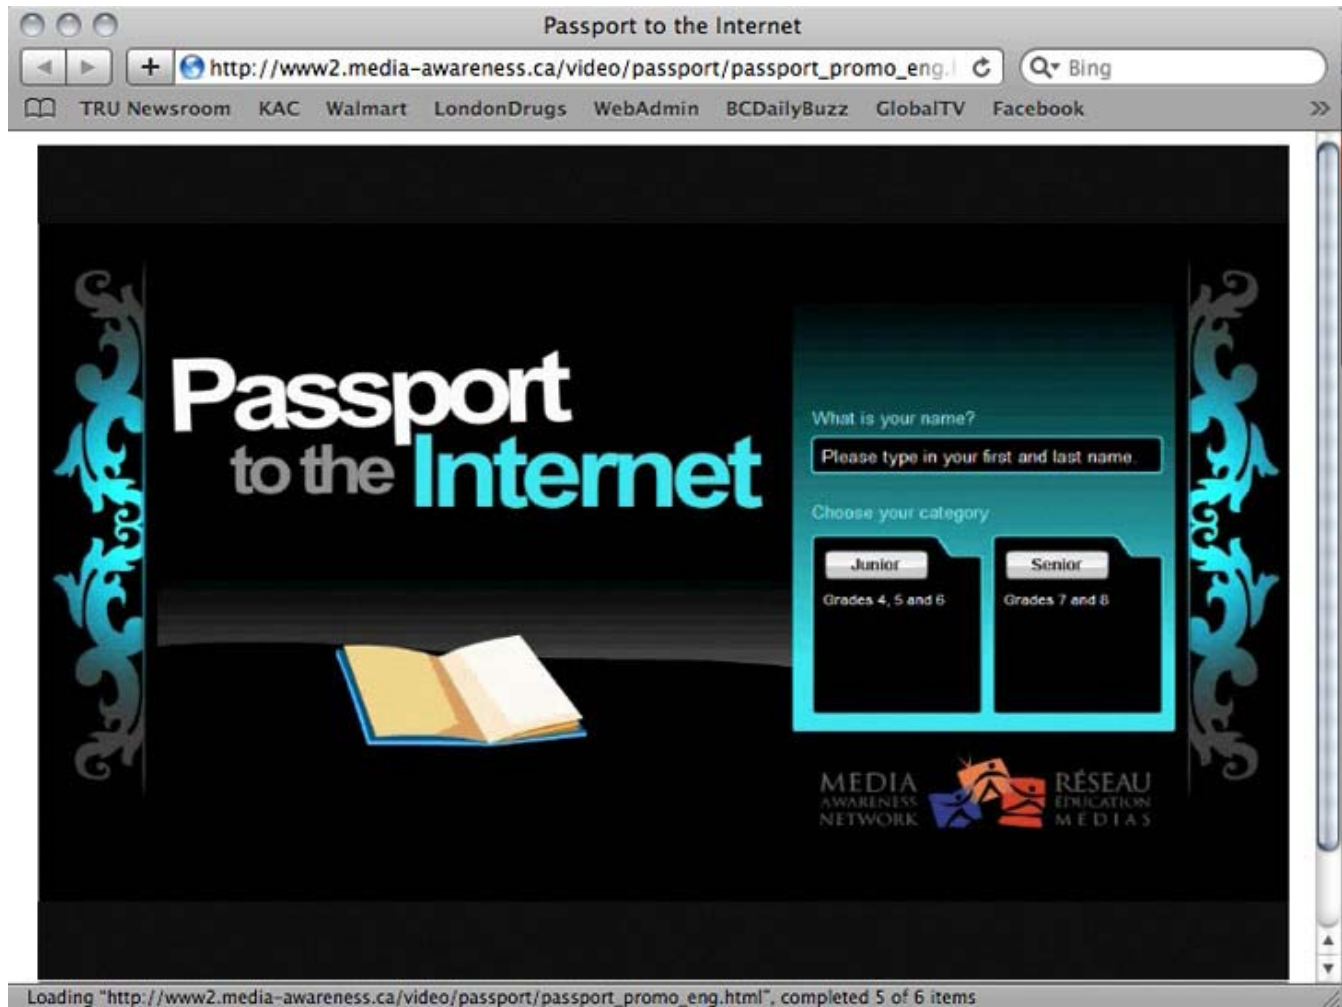 Passport to the Internet
http://www2.media-awareness.ca/video/passport/passport_promo_eng.
Bing
TRU Newsroom KAC Walmart LondonDrugs WebAdmin BCDailyBuzz GlobalTV Facebook
Passport
to the Internet
What is your name?
Please type in your first and last name.
Choose your category
Junior
Grades 4, 5 and 6
Senior
Grades 7 and 8
MEDIA
AWARENESS
NETWORK
RÉSEAU
ÉDUCATION
MÉDIAS
Loading "http://www2.media-awareness.ca/video/passport/passport_promo_eng.html", completed 5 of 6 items